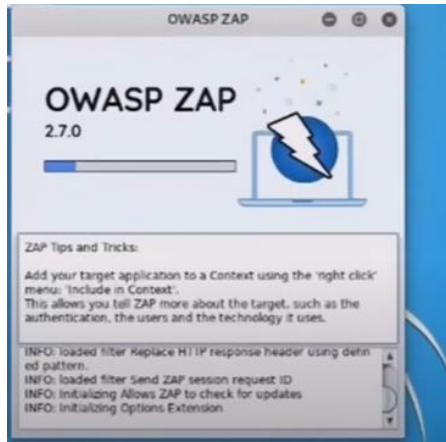 OWASP ZAP
OWASP ZAP
2.7.0
ZAP Tips and Tricks:
Add your target application to a Context using the 'right click'
menu: 'Include in Context'.
This allows you tell ZAP more about the target, such as the
authentication, the users and the technology it uses.
INFO: loaded filter Replace HTTP response header using defin
ed pattern.
INFO: loaded filter Send ZAP session request ID
INFO: Initializing Allows ZAP to check for updates
INFO: Initializing Options Extension